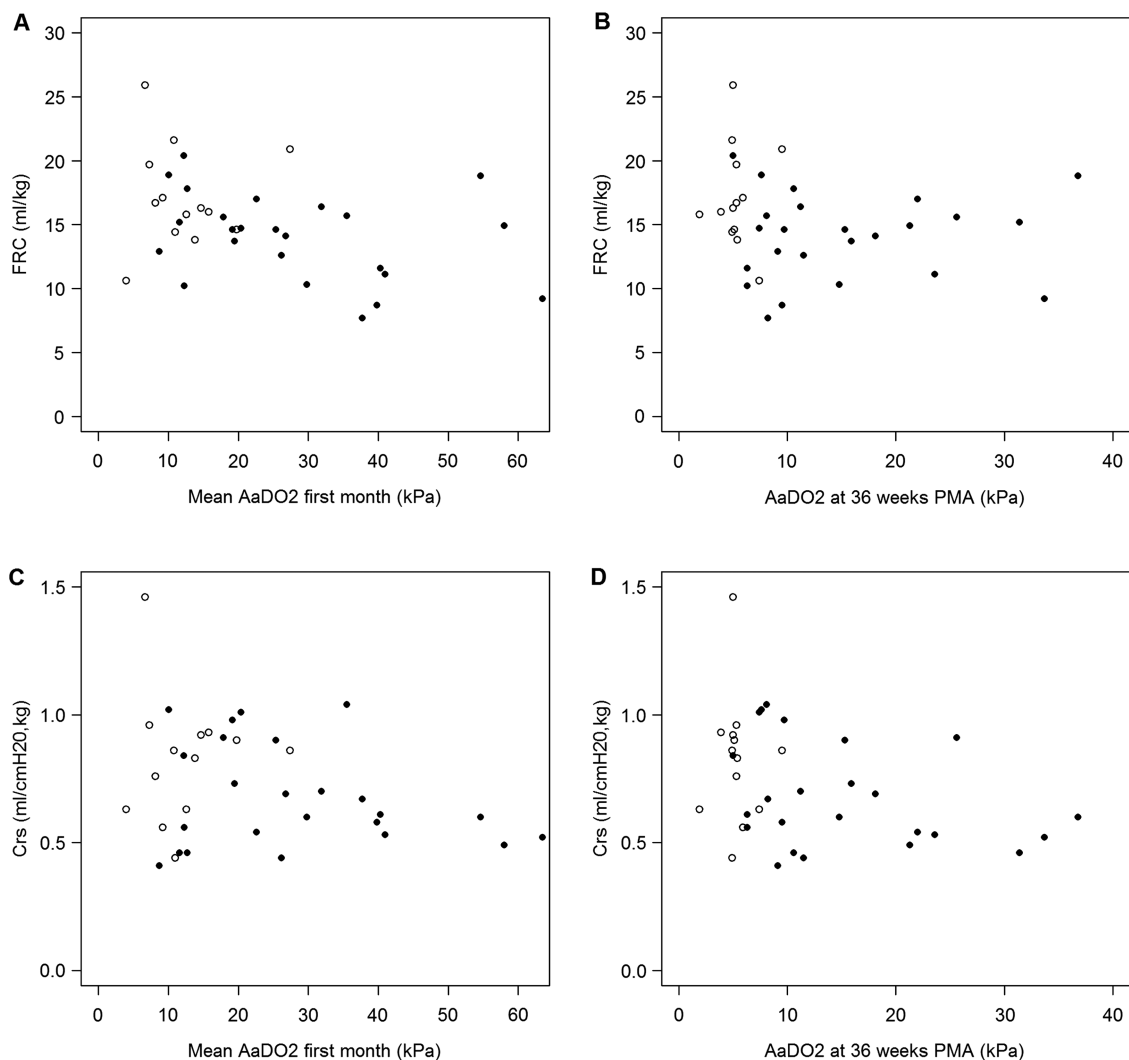 A
B
30
25
20
15
10
5
0
FRC (ml/kg)
0 10 20 30 40 50 60
Mean AaDO2 first month (kPa)
30
25
20
15
10
5
0
FRC (ml/kg)
0 10 20 30 40
AaDO2 at 36 weeks PMA (kPa)
C
D
1.5
1.0
0.5
0.0
Crs (ml/cmH20,kg)
0 10 20 30 40 50 60
Mean AaDO2 first month (kPa)
1.5
1.0
0.5
0.0
Crs (ml/cmH20,kg)
0 10 20 30 40
AaDO2 at 36 weeks PMA (kPa)